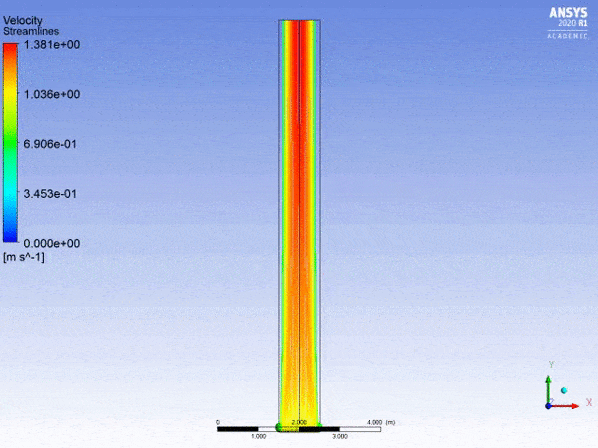 Velocity
Streamlines
1.381e+00
1.036e+00
6.906e-01
3.453e-01
0.000e+00
[m s^-1]
ANSYS
2020 R1
ACADEMIC
Y
Z
X
0 2.000 4.000 (m)
1.000 3.000